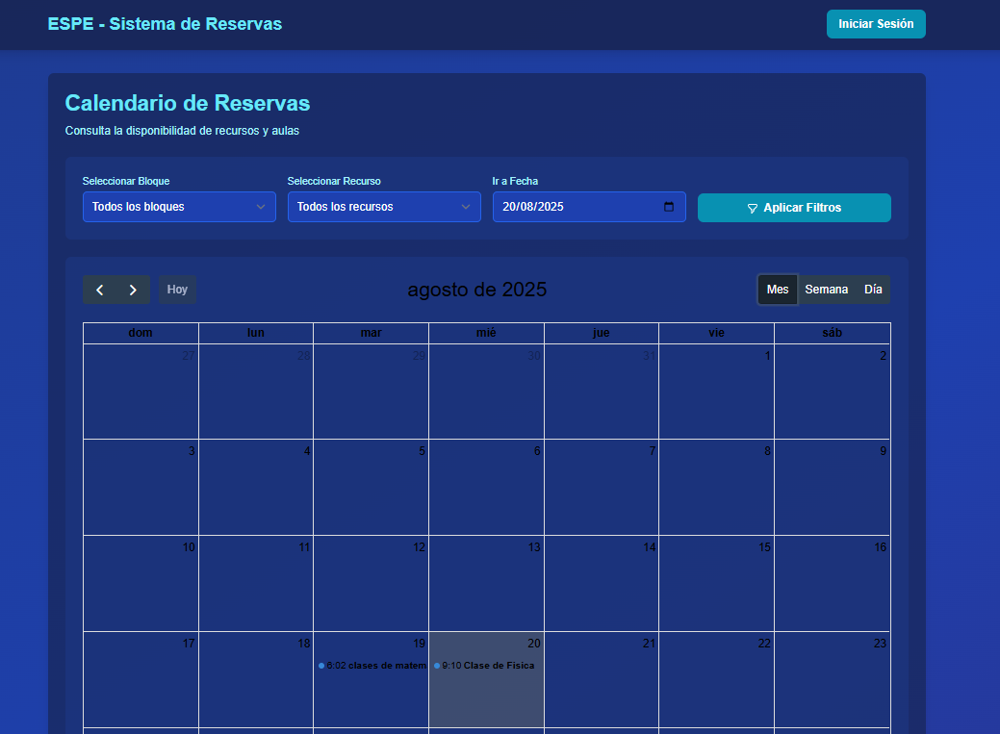 ESPE - Sistema de Reservas
Iniciar Sesión
Calendario de Reservas
Consulta la disponibilidad de recursos y aulas
Seleccionar Bloque
Seleccionar Recurso
Ir a Fecha
Todos los bloques
Todos los recursos
20/08/2025
Aplicar Filtros
Hoy
agosto de 2025
Mes Semana Día
dom lun mar mié jue vie sáb
27 28 29 30 31 1 2
3 4 5 6 7 8 9
10 11 12 13 14 15 16
17 18 19 20 21 22 23
6:02 clases de matem
9:10 Clase de Fisica